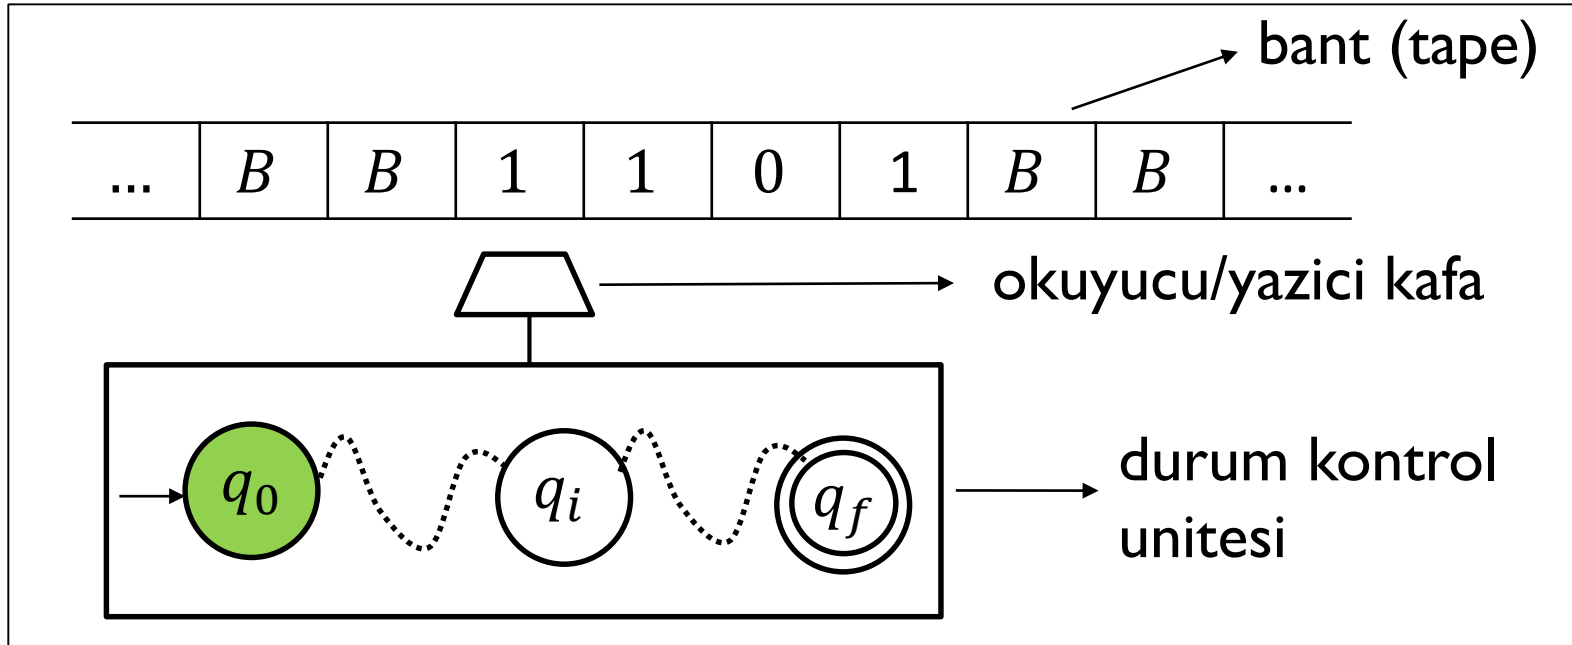 bant (tape)
... B B 1 1 0 1 B B ...
okuyucu/yazici kafa
q0 qi qf
durum kontrol
unitesi